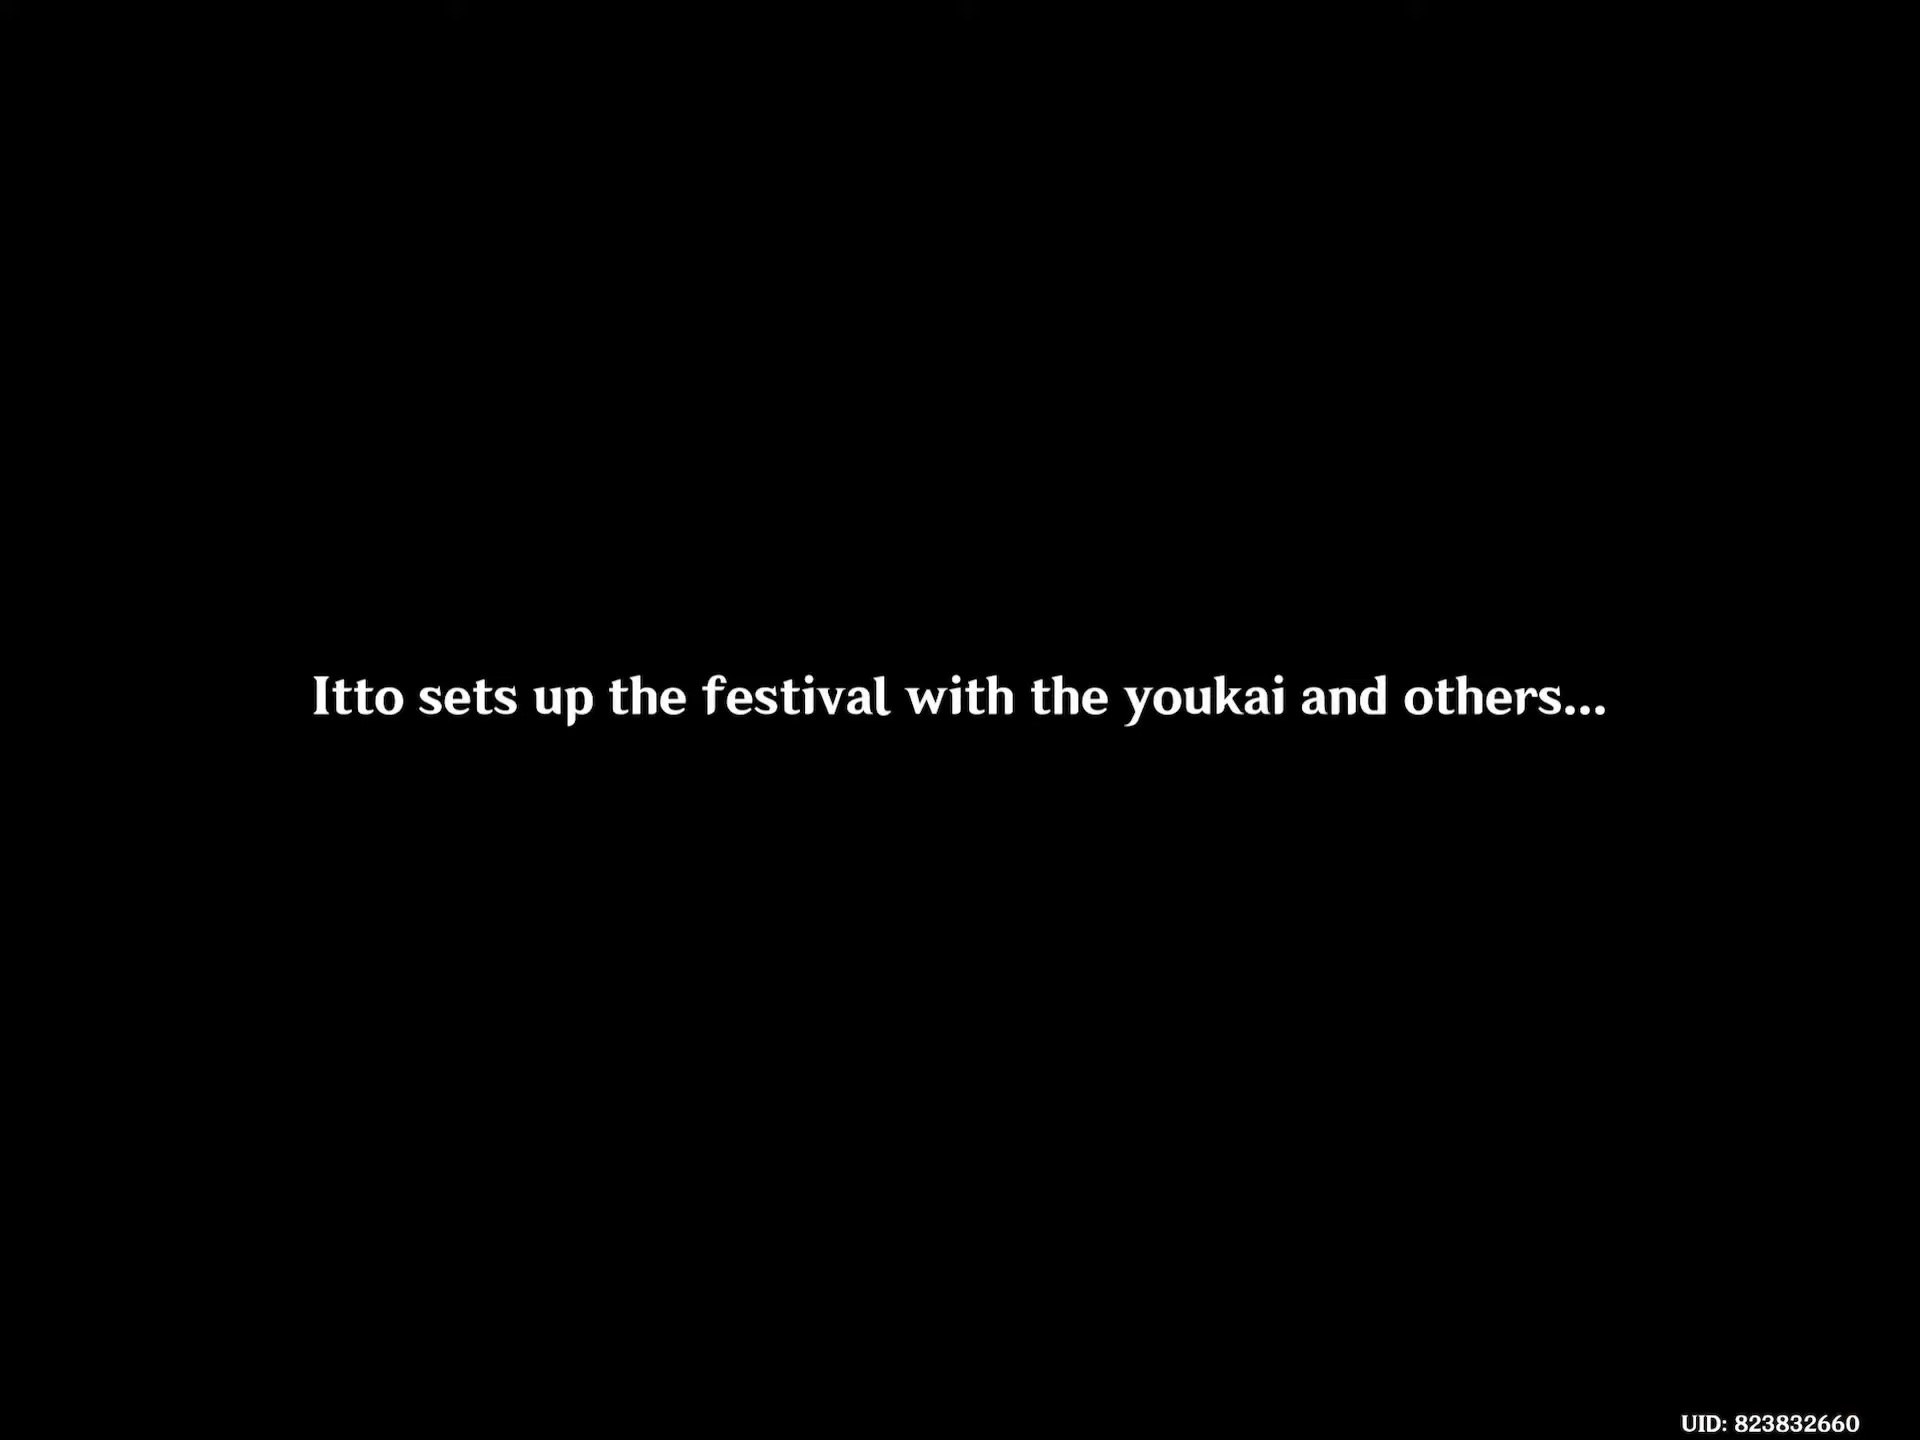 Itto sets up the festival with the youkai and others...
UID: 823832660